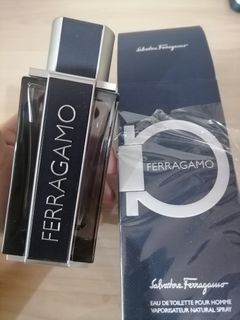 FERRAGAMO
Salvatore Ferragamo
FERRAGAMO
Salvatore Ferragamo
EAU DE TOILETTE POUR HOMME
VAPORISATEUR NATURAL SPRAY